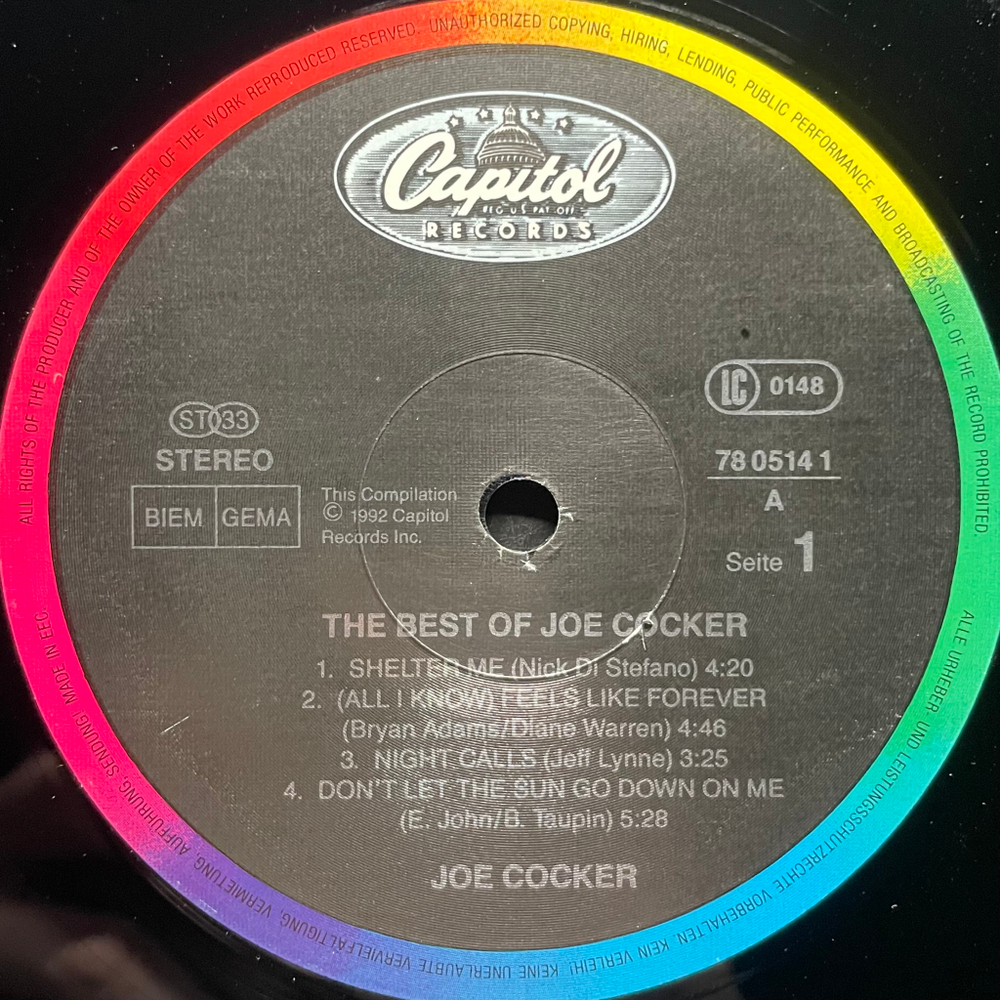 ALL RIGHTS OF THE PRODUCER AND OF THE OWNER OF THE WORK REPRODUCED RESERVED. UNAUTHORIZED COPYING, HIRING, LENDING, PUBLIC PERFORMANCE AND BROADCASTING OF THE RECORD PROHIBITED.
Capitol
REG US PAT OFF
RECORDS
LC 0148
ST 33
STEREO
BIEM GEMA
This Compilation
© 1992 Capitol
Records Inc.
78 0514 1
A
Seite 1
THE BEST OF JOE COCKER
1. SHELTER ME (Nick Di Stefano) 4:20
2. (ALL I KNOW) FEELS LIKE FOREVER
(Bryan Adams/Diane Warren) 4:46
3. NIGHT CALLS (Jeff Lynne) 3:25
4. DON'T LET THE SUN GO DOWN ON ME
(E. John/B. Taupin) 5:28
JOE COCKER
ALLE URHEBER- UND LEISTUNGSSCHUTZRECHTE VORBEHALTEN. KEIN VERLEIH! KEINE UNERLAUBTE VERVIELFÄLTIGUNG, VERMIETUNG, AUFFÜHRUNG, SENDUNG! MADE IN EEC.